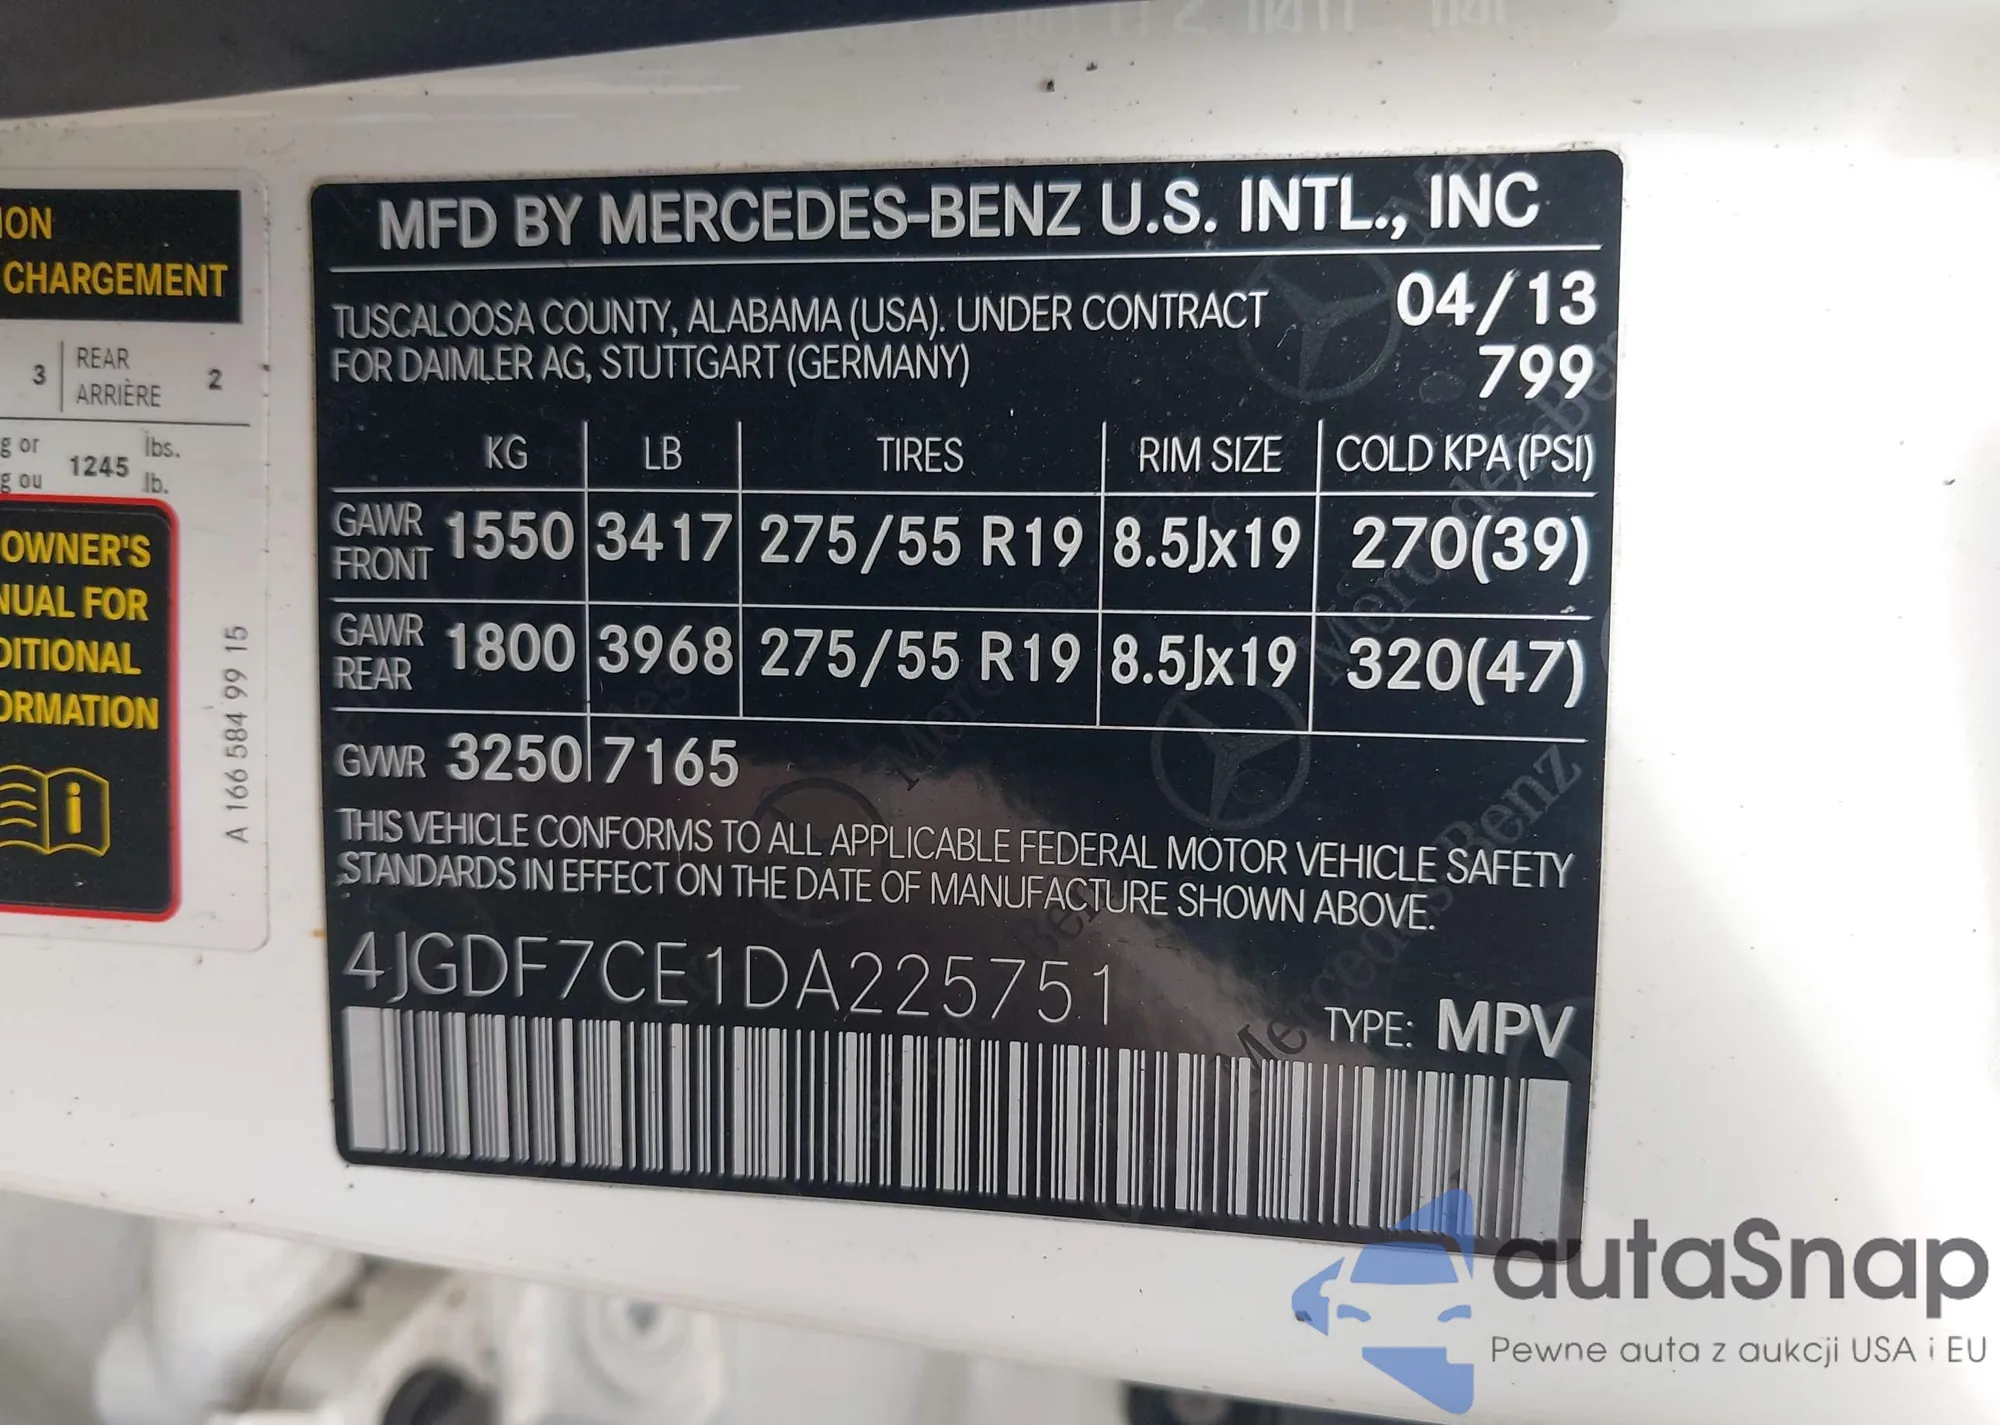 ION
CHARGEMENT
3 REAR ARRIÈRE 2
g or 1245 lbs.
g ou lb.
OWNER'S
NUAL FOR
DITIONAL
ORMATION
A 166 584 99 15
MFD BY MERCEDES-BENZ U.S. INTL., INC
TUSCALOOSA COUNTY, ALABAMA (USA). UNDER CONTRACT 04/13
FOR DAIMLER AG, STUTTGART (GERMANY) 799
KG LB TIRES RIM SIZE COLD KPA (PSI)
GAWR FRONT 1550 3417 275/55 R19 8.5Jx19 270(39)
GAWR REAR 1800 3968 275/55 R19 8.5Jx19 320(47)
GVWR 3250 7165
THIS VEHICLE CONFORMS TO ALL APPLICABLE FEDERAL MOTOR VEHICLE SAFETY
STANDARDS IN EFFECT ON THE DATE OF MANUFACTURE SHOWN ABOVE.
4JGDF7CE1DA225751
TYPE: MPV
autaSnap
Pewne auta z aukcji USA i EU